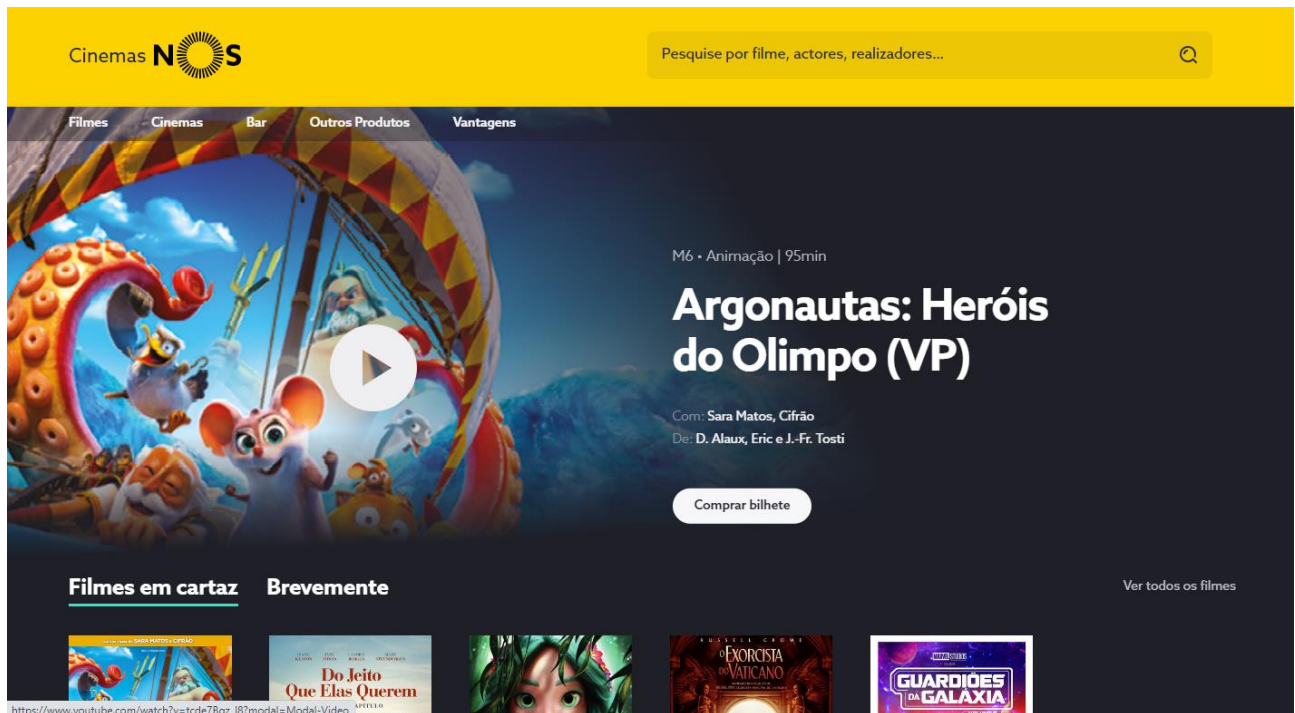 Cinemas NOS
Pesquise por filme, actores, realizadores...
Filmes Cinemas Bar Outros Produtos Vantagens
M6 • Animação | 95min
Argonautas: Heróis
do Olimpo (VP)
Com: Sara Matos, Cifrão
De: D. Alaux, Eric e J.-Fr. Tosti
Comprar bilhete
Filmes em cartaz Brevemente
Ver todos os filmes
SARA MATOS e CIFRÃO
Do Jeito
Que Elas Querem
RUSSELL CROWE
O EXORCISTA
DO VATICANO
MARVEL STUDIOS
GUARDIÕES
DA GALÁXIA